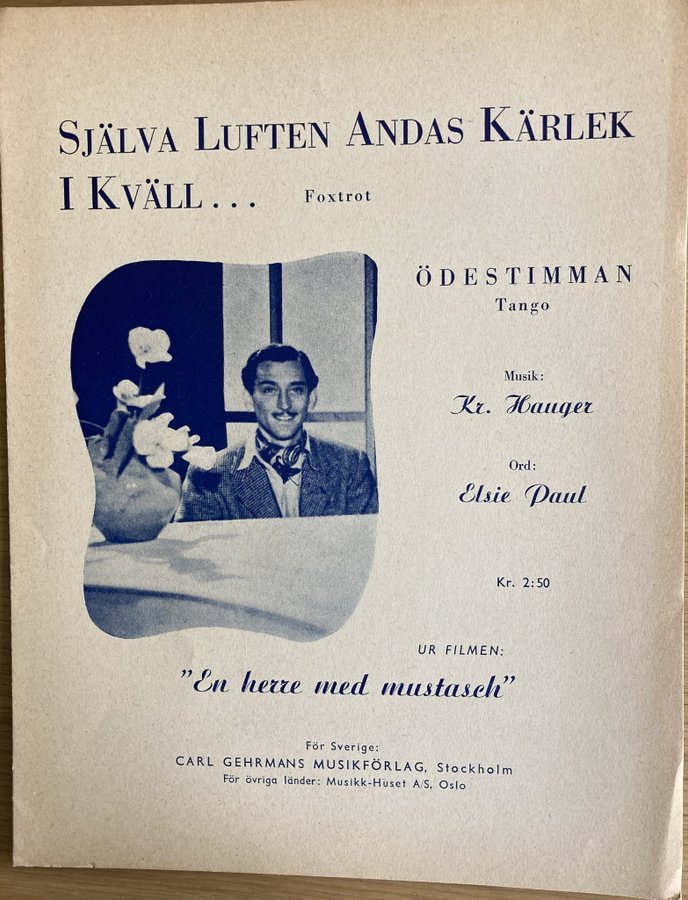 SJÄLVA LUFTEN ANDAS KÄRLEK
I KVÄLL... Foxtrot
ÖDESTIMMAN
Tango
Musik:
Kr. Hauger
Ord:
Elsie Paul
Kr. 2:50
UR FILMEN:
"En herre med mustasch"
För Sverige:
CARL GEHRMANS MUSIKFÖRLAG, Stockholm
För övriga länder: Musikk-Huset A/S, Oslo